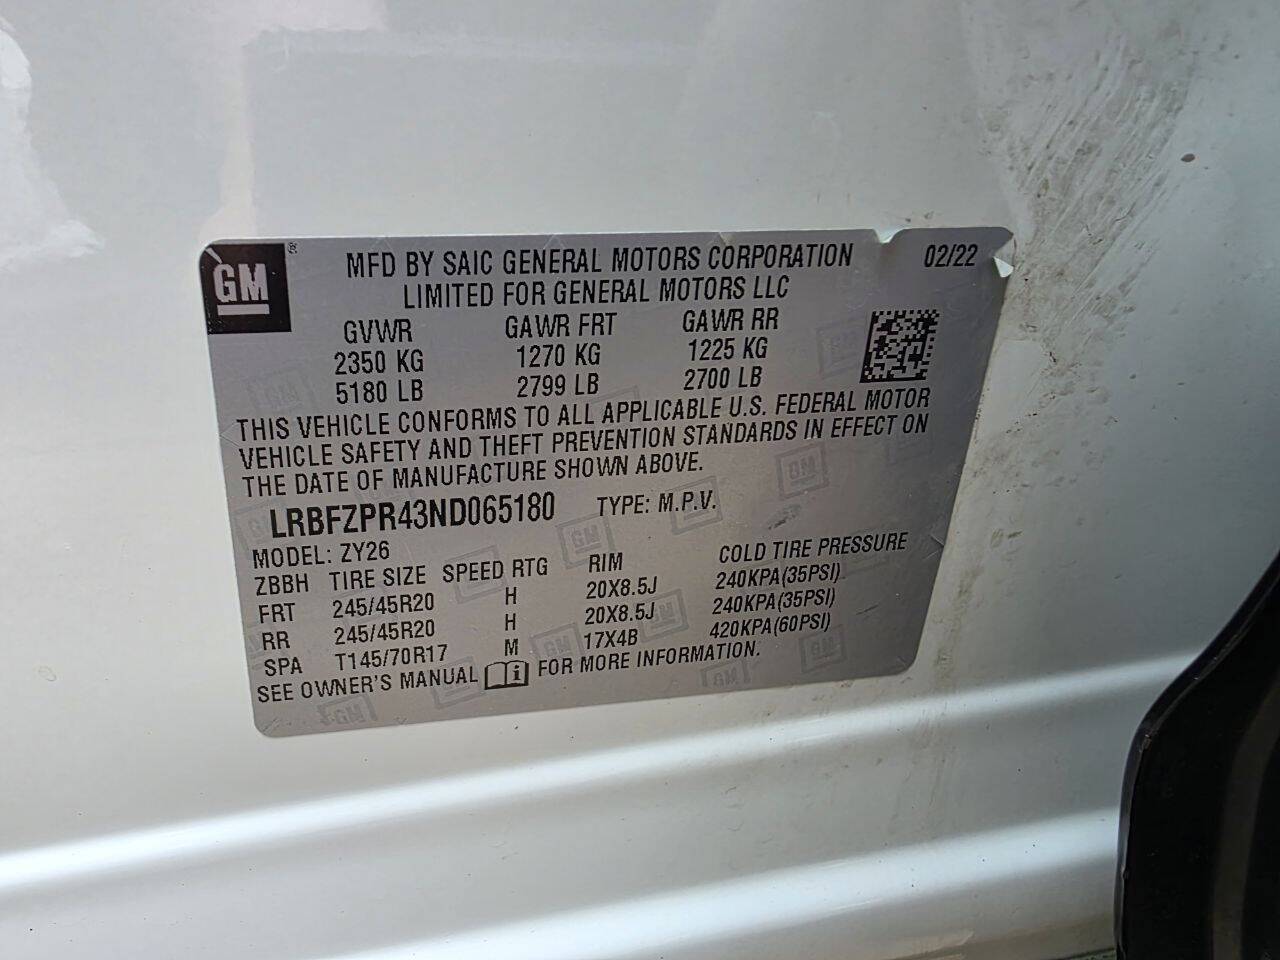 GM ®
MFD BY SAIC GENERAL MOTORS CORPORATION 02/22
LIMITED FOR GENERAL MOTORS LLC
GVWR GAWR FRT GAWR RR
2350 KG 1270 KG 1225 KG
5180 LB 2799 LB 2700 LB
THIS VEHICLE CONFORMS TO ALL APPLICABLE U.S. FEDERAL MOTOR
VEHICLE SAFETY AND THEFT PREVENTION STANDARDS IN EFFECT ON
THE DATE OF MANUFACTURE SHOWN ABOVE.
LRBFZPR43ND065180 TYPE: M.P.V.
MODEL: ZY26
ZBBH TIRE SIZE SPEED RTG RIM COLD TIRE PRESSURE
FRT 245/45R20 H 20X8.5J 240KPA(35PSI)
RR 245/45R20 H 20X8.5J 240KPA(35PSI)
SPA T145/70R17 M 17X4B 420KPA(60PSI)
SEE OWNER'S MANUAL i FOR MORE INFORMATION.